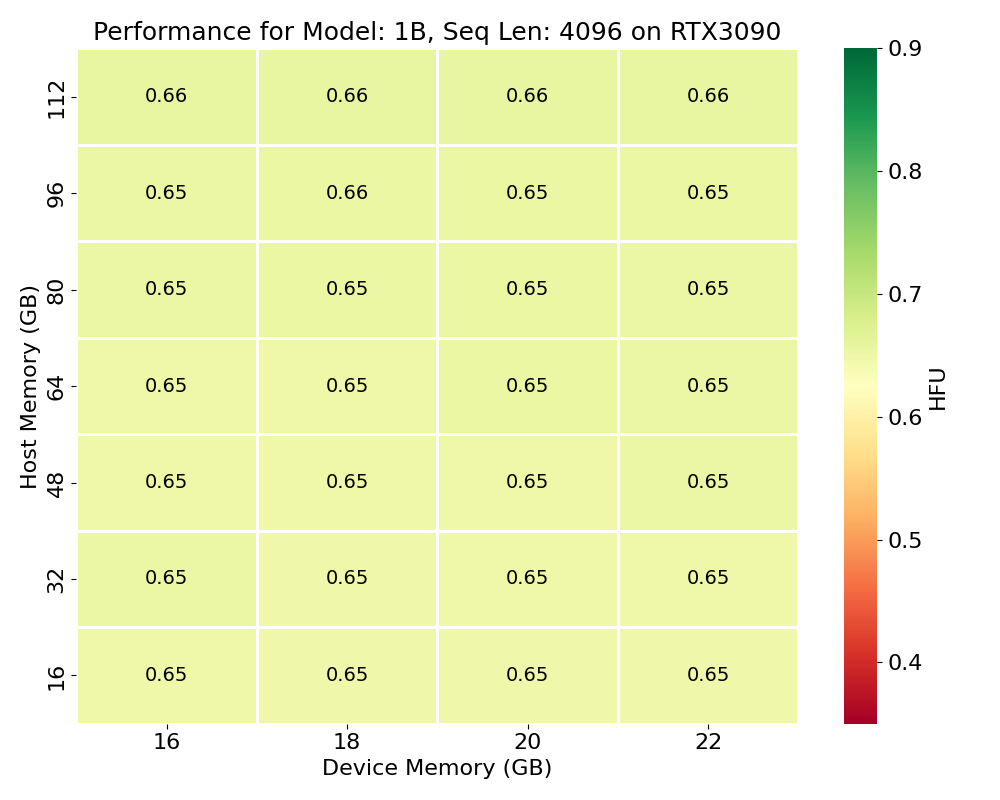 Performance for Model: 1B, Seq Len: 4096 on RTX3090
112 0.66 0.66 0.66 0.66
96 0.65 0.66 0.65 0.65
80 0.65 0.65 0.65 0.65
64 0.65 0.65 0.65 0.65
48 0.65 0.65 0.65 0.65
32 0.65 0.65 0.65 0.65
16 0.65 0.65 0.65 0.65
16 18 20 22
Device Memory (GB)
Host Memory (GB)
0.9
0.8
0.7
0.6
0.5
0.4
HFU